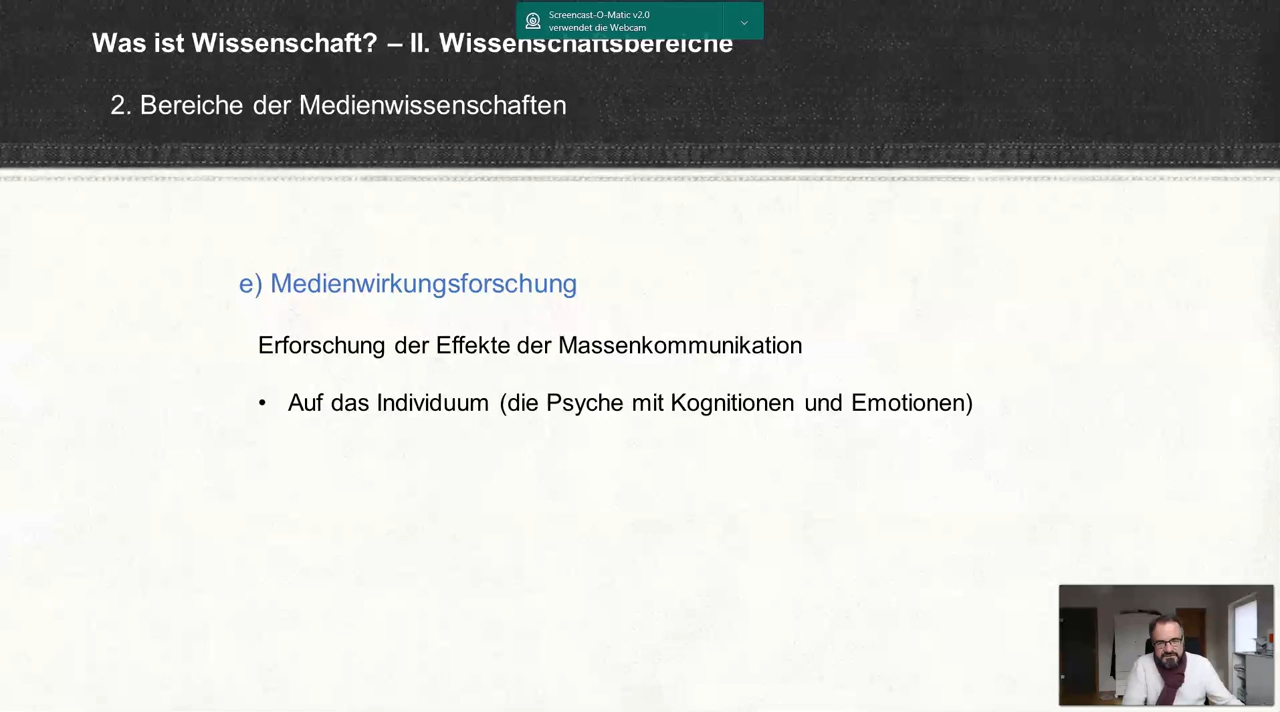 Screencast-O-Matic v2.0
verwendet die Webcam
Was ist Wissenschaft? – II. Wissenschaftsbereiche
2. Bereiche der Medienwissenschaften
e) Medienwirkungsforschung
Erforschung der Effekte der Massenkommunikation
• Auf das Individuum (die Psyche mit Kognitionen und Emotionen)